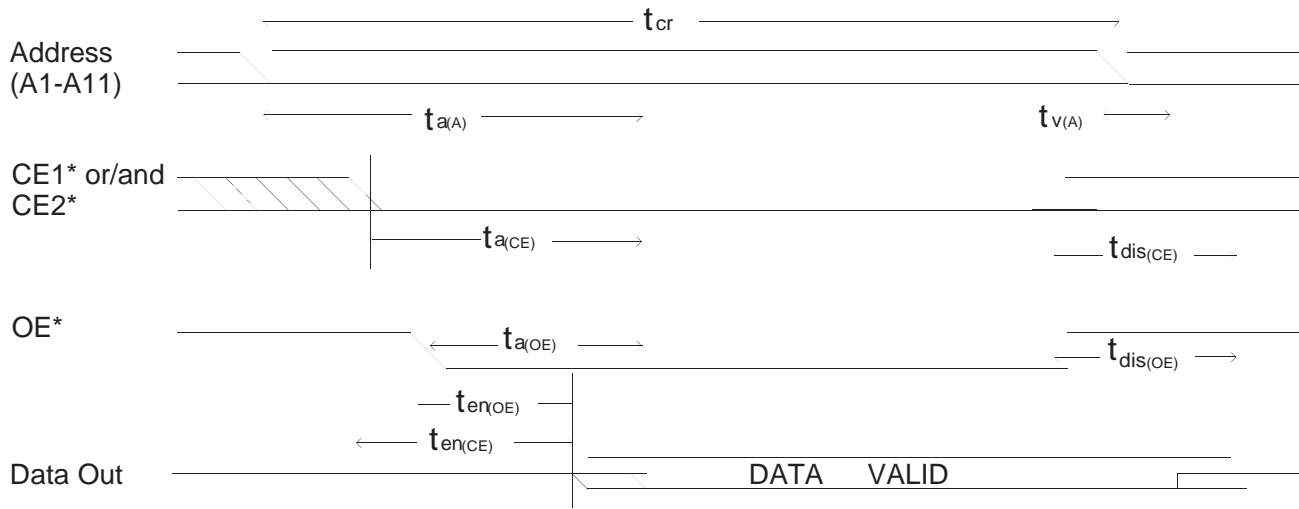 tcr
Address
(A1-A11)
ta(A)
tv(A)
CE1* or/and
CE2*
ta(CE)
tdis(CE)
OE*
ta(OE)
tdis(OE)
ten(OE)
ten(CE)
Data Out
DATA VALID